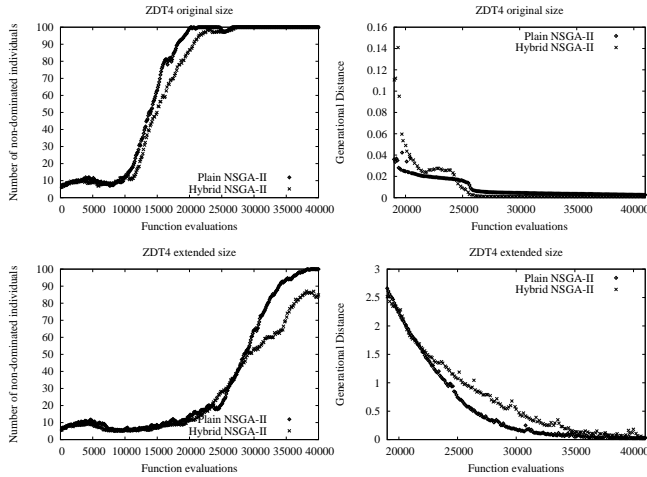 ZDT4 original size
Number of non-dominated individuals
100
90
80
70
60
50
40
30
20
10
0
Plain NSGA-II
Hybrid NSGA-II
0 5000 10000 15000 20000 25000 30000 35000 40000
Function evaluations
ZDT4 original size
Generational Distance
0.16
0.14
0.12
0.1
0.08
0.06
0.04
0.02
0
Plain NSGA-II
Hybrid NSGA-II
20000 25000 30000 35000 40000
Function evaluations
ZDT4 extended size
Number of non-dominated individuals
100
90
80
70
60
50
40
30
20
10
0
Plain NSGA-II
Hybrid NSGA-II
0 5000 10000 15000 20000 25000 30000 35000 40000
Function evaluations
ZDT4 extended size
Generational Distance
3
2.5
2
1.5
1
0.5
0
Plain NSGA-II
Hybrid NSGA-II
20000 25000 30000 35000 40000
Function evaluations